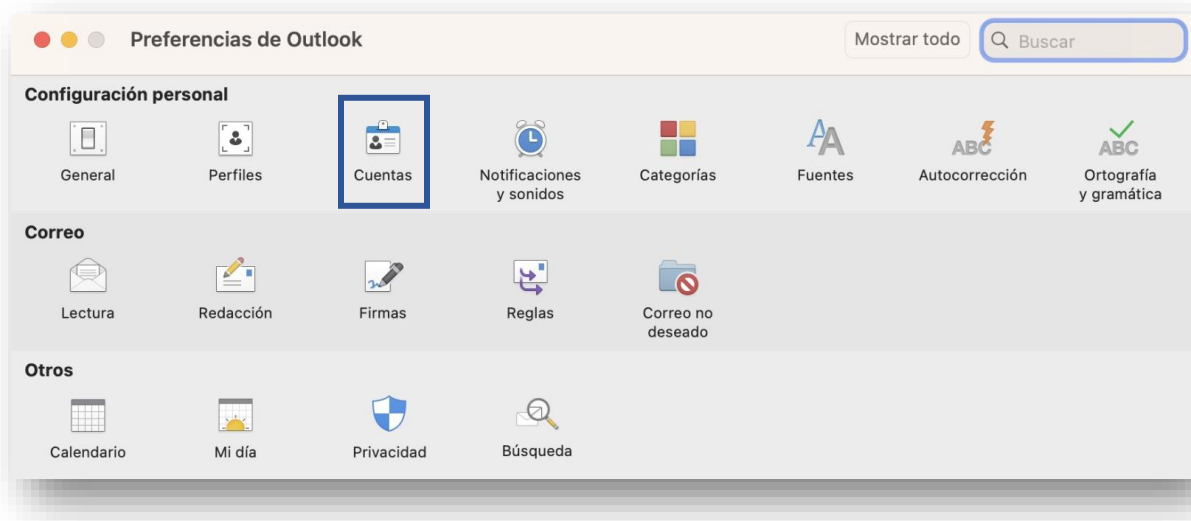 Preferencias de Outlook
Mostrar todo
Buscar
Configuración personal
General
Perfiles
Cuentas
Notificaciones
y sonidos
Categorías
Fuentes
ABC
Autocorrección
ABC
Ortografía
y gramática
Correo
Lectura
Redacción
Firmas
Reglas
Correo no
deseado
Otros
Calendario
Mi día
Privacidad
Búsqueda